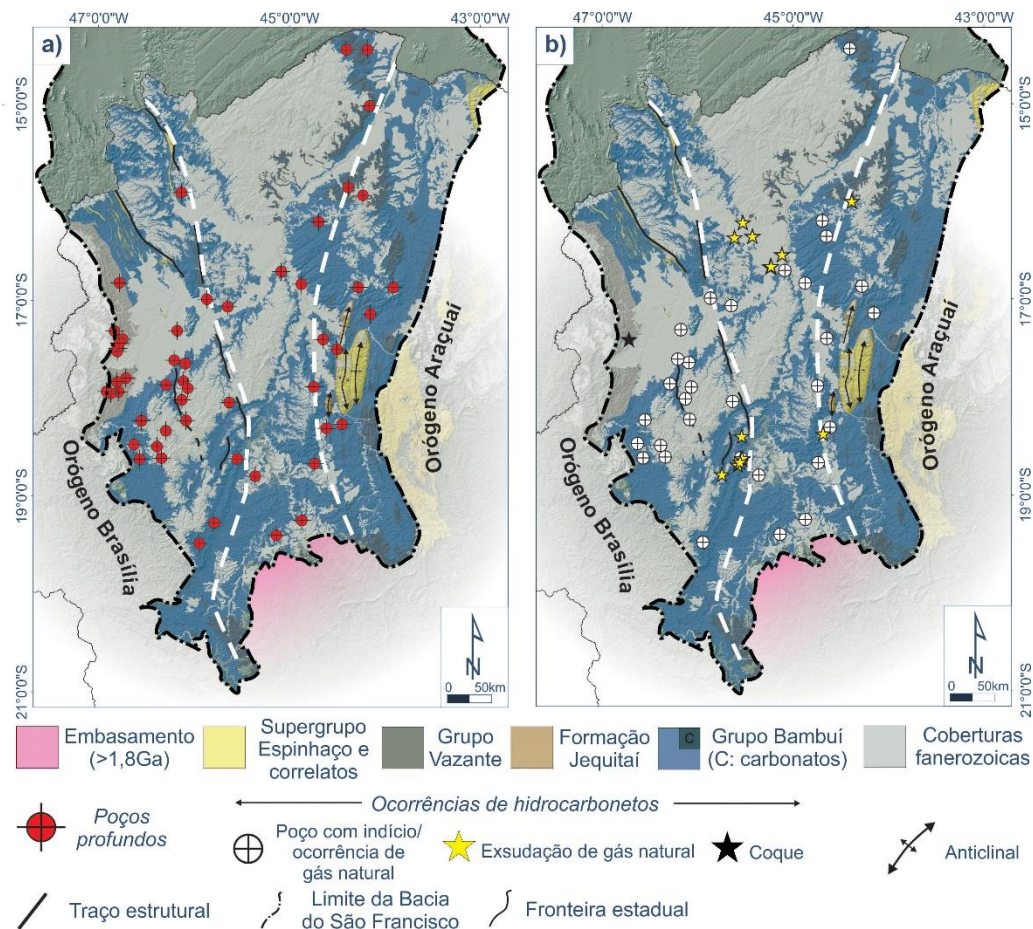 47°0'0"W
45°0'0"W
43°0'0"W
47°0'0"W
45°0'0"W
43°0'0"W
a)
b)
15°0'0"S
17°0'0"S
19°0'0"S
21°0'0"S
15°0'0"S
17°0'0"S
19°0'0"S
21°0'0"S
Orógeno Brasília
Orógeno Araçuaí
N
0 50km
Orógeno Brasília
Orógeno Araçuaí
N
0 50km
Embasamento
(>1,8Ga)
Supergrupo
Espinhaço e
correlatos
Grupo
Vazante
Formação
Jequitaí
C
Grupo Bambuí
(C: carbonatos)
Coberturas
fanerozoicas
Poços
profundos
Ocorrências de hidrocarbonetos
Poço com indício/
ocorrência de
gás natural
Exsudação de gás natural
Coque
Anticlinal
Traço estrutural
Limite da Bacia
do São Francisco
Fronteira estadual